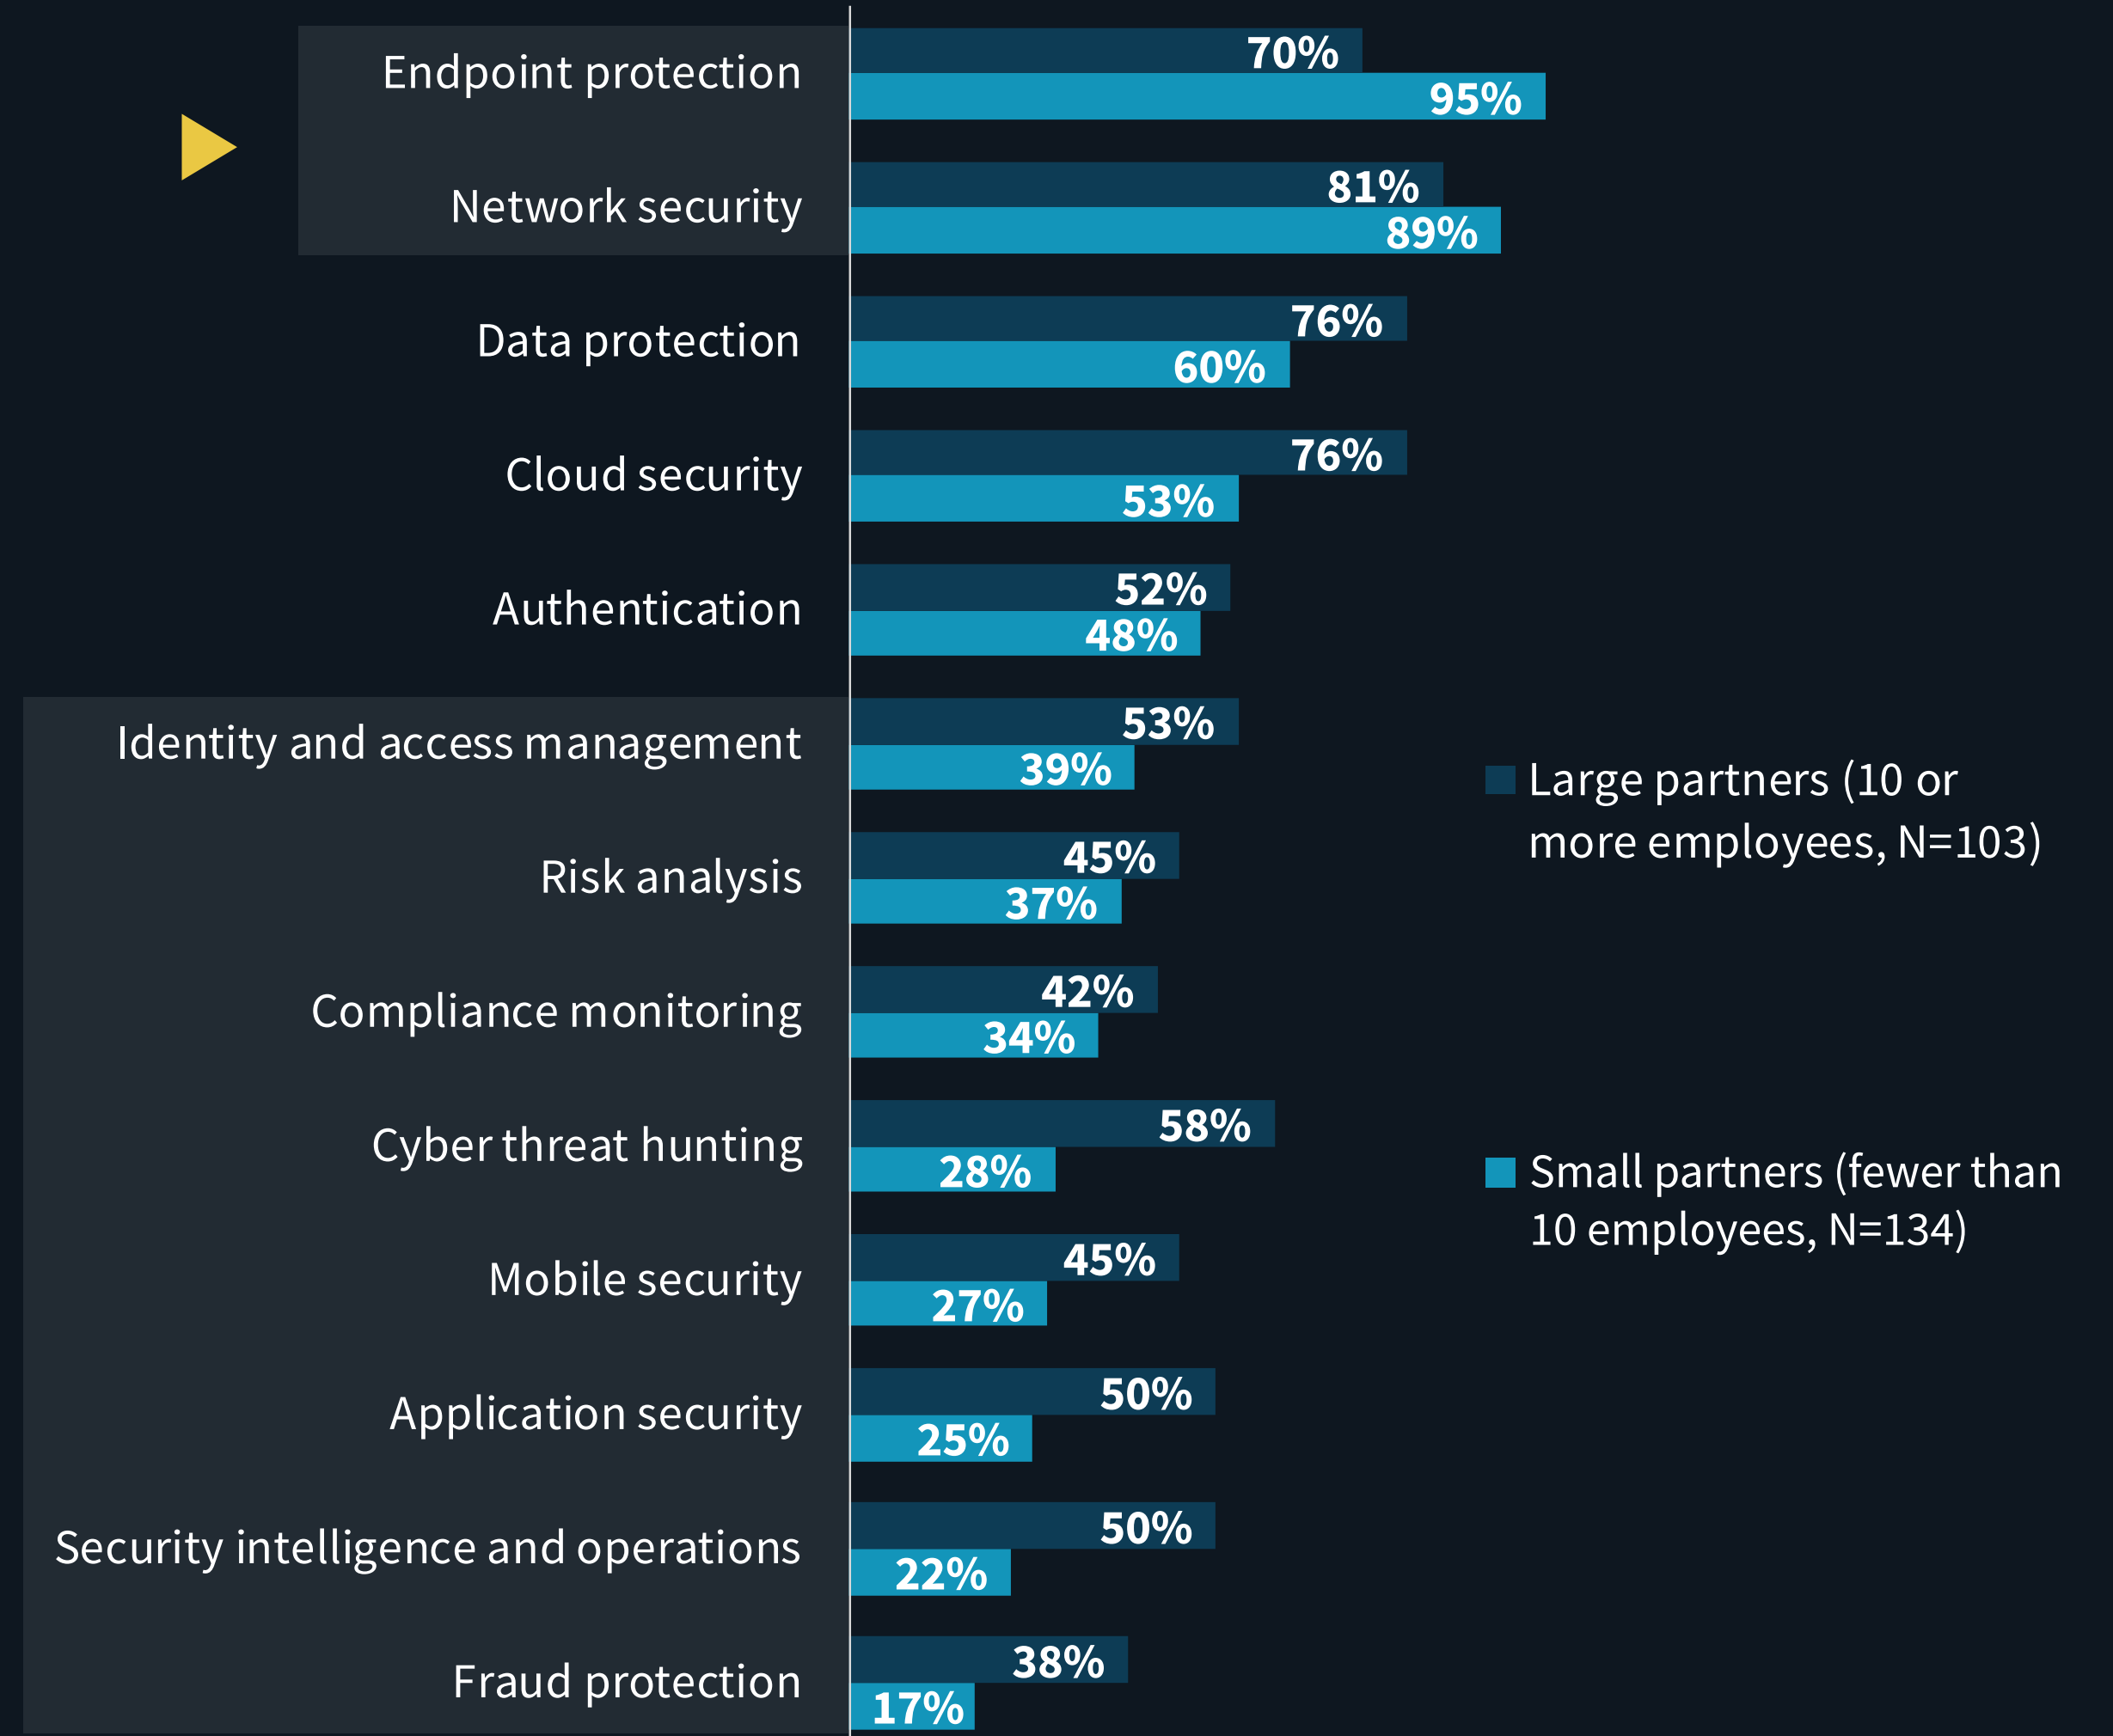 Endpoint protection
70%
95%
Network security
81%
89%
Data protection
76%
60%
Cloud security
76%
53%
Authentication
52%
48%
Identity and access management
53%
39%
Risk analysis
45%
37%
Compliance monitoring
42%
34%
Cyber threat hunting
58%
28%
Mobile security
45%
27%
Application security
50%
25%
Security intelligence and operations
50%
22%
Fraud protection
38%
17%
Large partners (10 or
more employees, N=103)
Small partners (fewer than
10 employees, N=134)